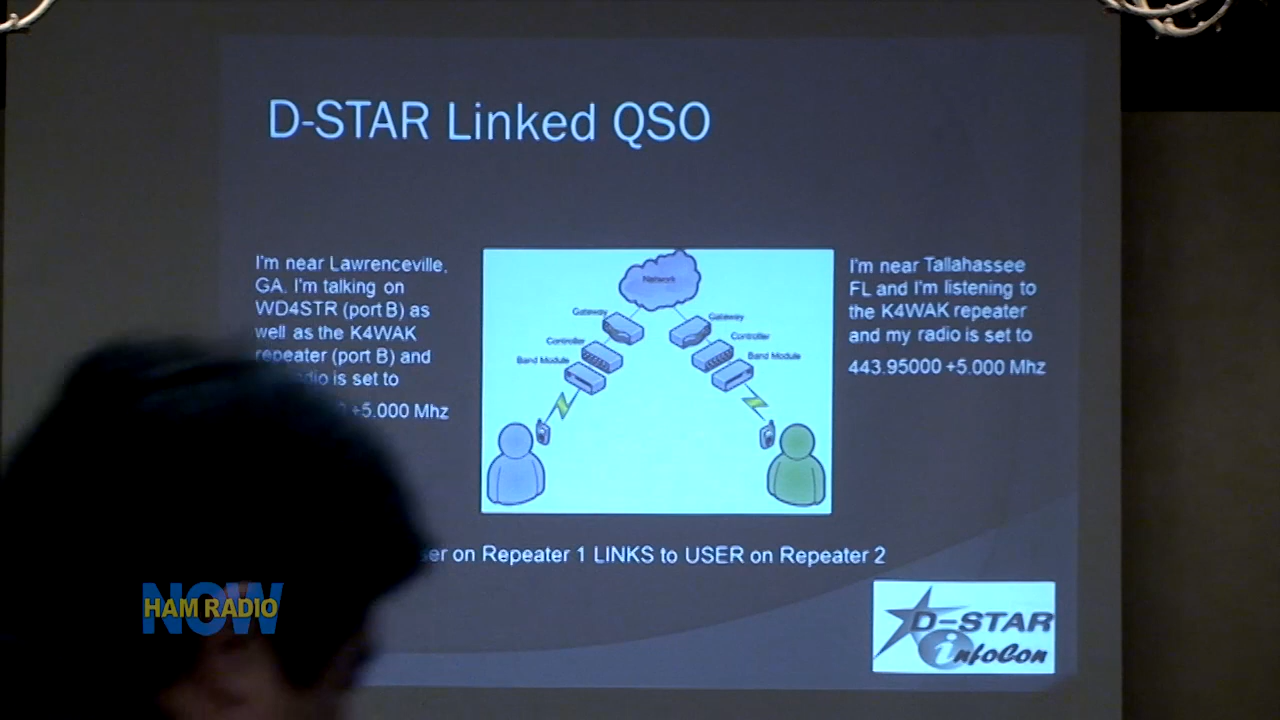 D-STAR Linked QSO
I'm near Lawrenceville,
GA. I'm talking on
WD4STR (port B) as
well as the K4WAK
repeater (port B) and
is set to
+5.000 Mhz
Network
Gateway
Gateway
Controller
Controller
Band Module
Band Module
I'm near Tallahassee
FL and I'm listening to
the K4WAK repeater
and my radio is set to
443.95000 +5.000 Mhz
on Repeater 1 LINKS to USER on Repeater 2
NOW
HAM RADIO
D-STAR
infoCon